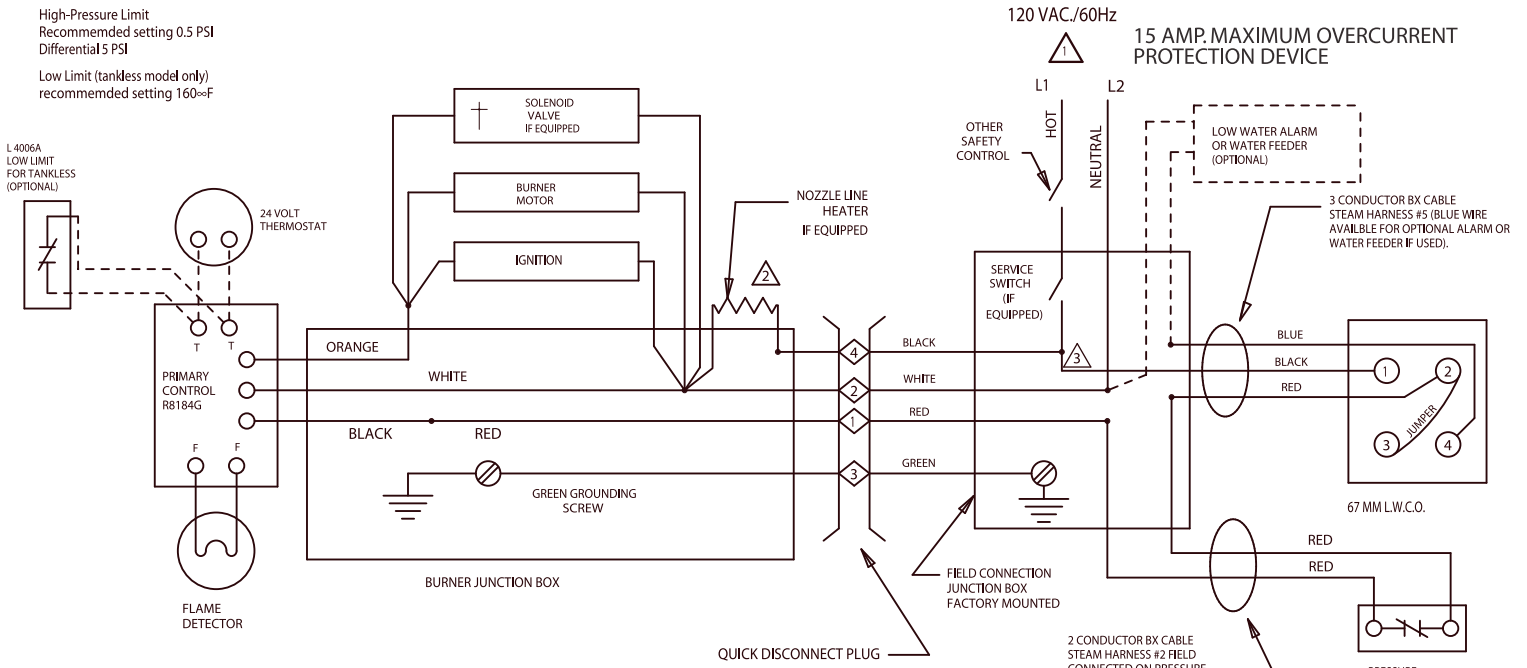 High-Pressure Limit
Recommemded setting 0.5 PSI
Differential 5 PSI
Low Limit (tankless model only)
recommemded setting 160∞F
120 VAC./60Hz
1
15 AMP. MAXIMUM OVERCURRENT
PROTECTION DEVICE
L1
L2
HOT
NEUTRAL
OTHER
SAFETY
CONTROL
LOW WATER ALARM
OR WATER FEEDER
(OPTIONAL)
3 CONDUCTOR BX CABLE
STEAM HARNESS #5 (BLUE WIRE
AVAILBLE FOR OPTIONAL ALARM OR
WATER FEEDER IF USED).
SOLENOID
VALVE
IF EQUIPPED
BURNER
MOTOR
IGNITION
NOZZLE LINE
HEATER
IF EQUIPPED
2
L 4006A
LOW LIMIT
FOR TANKLESS
(OPTIONAL)
24 VOLT
THERMOSTAT
SERVICE
SWITCH
(IF
EQUIPPED)
T
T
PRIMARY
CONTROL
R8184G
F
F
ORANGE
WHITE
BLACK
RED
GREEN GROUNDING
SCREW
4
2
1
3
BLACK
WHITE
RED
GREEN
3
BLUE
BLACK
RED
1
2
3
4
JUMPER
67 MM L.W.C.O.
BURNER JUNCTION BOX
FLAME
DETECTOR
FIELD CONNECTION
JUNCTION BOX
FACTORY MOUNTED
QUICK DISCONNECT PLUG
RED
RED
2 CONDUCTOR BX CABLE
STEAM HARNESS #2 FIELD
CONNECTED ON PRESSURE